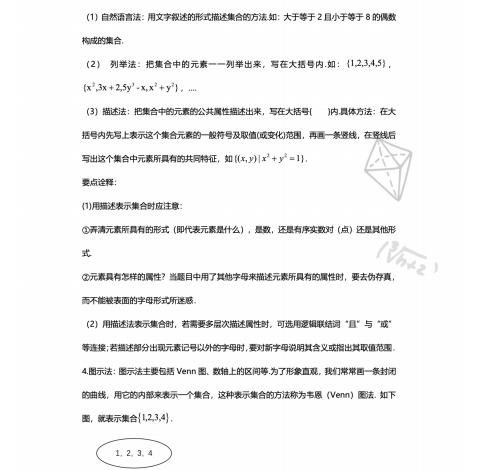 （1）自然语言法：用文字叙述的形式描述集合的方法.如：大于等于 2 且小于等于 8 的偶数
构成的集合.
（2） 列举法：把集合中的元素一一列举出来，写在大括号内.如： {1,2,3,4,5} ，
{x²,3x + 2,5y³ - x, x² + y²} ，....
（3）描述法：把集合中的元素的公共属性描述出来，写在大括号{ }内.具体方法：在大
括号内先写上表示这个集合元素的一般符号及取值(或变化)范围，再画一条竖线，在竖线后
写出这个集合中元素所具有的共同特征，如 {(x, y) | x² + y² = 1} .
要点诠释：
(1)用描述表示集合时应注意：
①弄清元素所具有的形式（即代表元素是什么），是数，还是有序实数对（点）还是其他形
式.
②元素具有怎样的属性？当题目中用了其他字母来描述元素所具有的属性时，要去伪存真，
而不能被表面的字母形式所迷惑.
（2）用描述法表示集合时，若需要多层次描述属性时，可选用逻辑联结词“且”与“或”
等连接;若描述部分出现元素记号以外的字母时,要对新字母说明其含义或指出其取值范围.
4.图示法：图示法主要包括 Venn 图、数轴上的区间等.为了形象直观，我们常常画一条封闭
的曲线，用它的内部来表示一个集合，这种表示集合的方法称为韦恩（Venn）图法. 如下
图，就表示集合{1,2,3,4} .
1，2，3，4